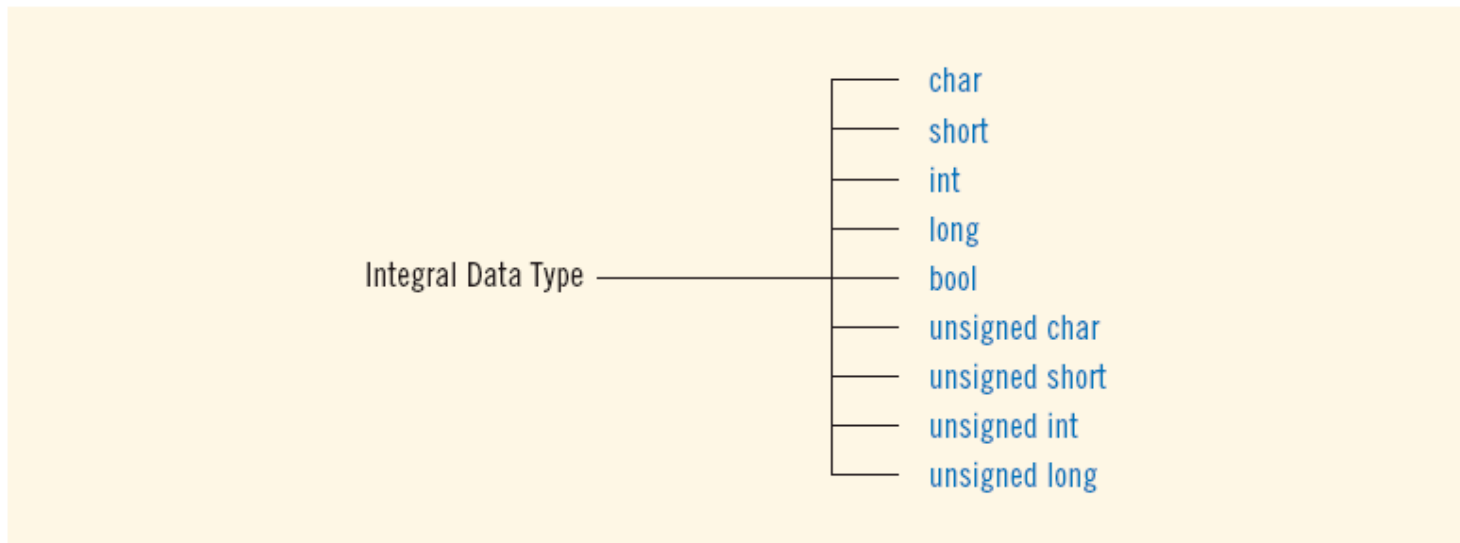 char
short
int
long
Integral Data Type
bool
unsigned char
unsigned short
unsigned int
unsigned long